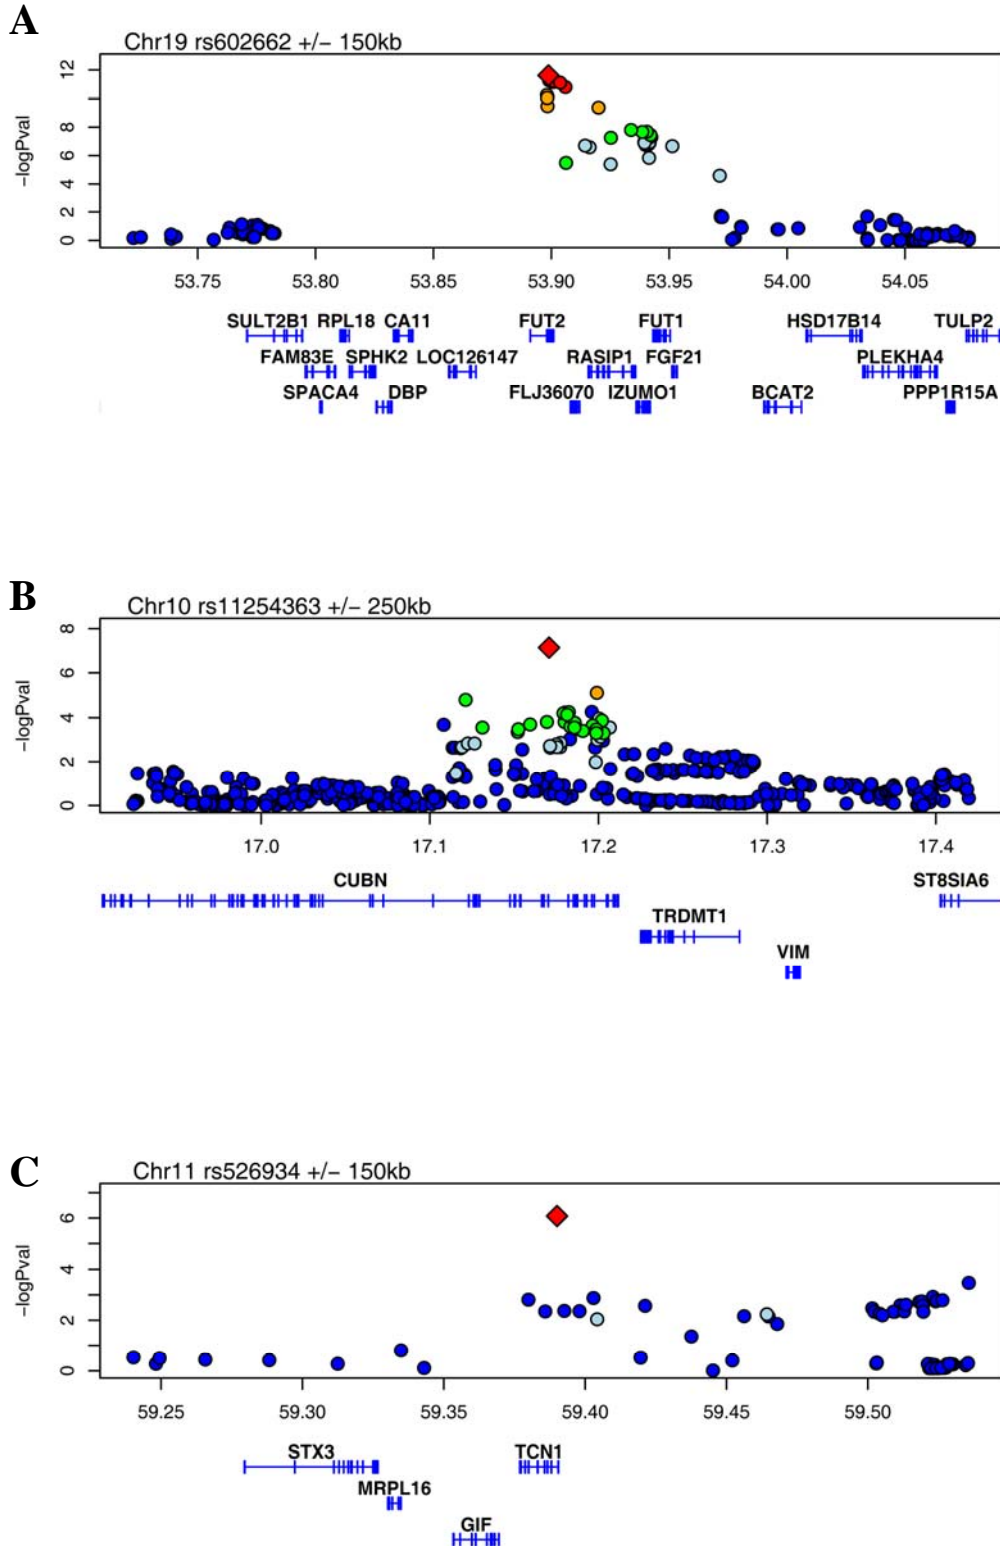 A
Chr19 rs602662 +/− 150kb
−logPval
12
8
6
4
2
0
53.75 53.80 53.85 53.90 53.95 54.00 54.05
SULT2B1 RPL18 CA11 FUT2 FUT1 HSD17B14 TULP2
FAM83E SPHK2 LOC126147 RASIP1 FGF21 PLEKHA4
SPACA4 DBP FLJ36070 IZUMO1 BCAT2 PPP1R15A
B
Chr10 rs11254363 +/− 250kb
−logPval
8
6
4
2
0
17.0 17.1 17.2 17.3 17.4
CUBN ST8SIA6
TRDMT1
VIM
C
Chr11 rs526934 +/− 150kb
−logPval
6
4
2
0
59.25 59.30 59.35 59.40 59.45 59.50
STX3 TCN1
MRPL16
GIF